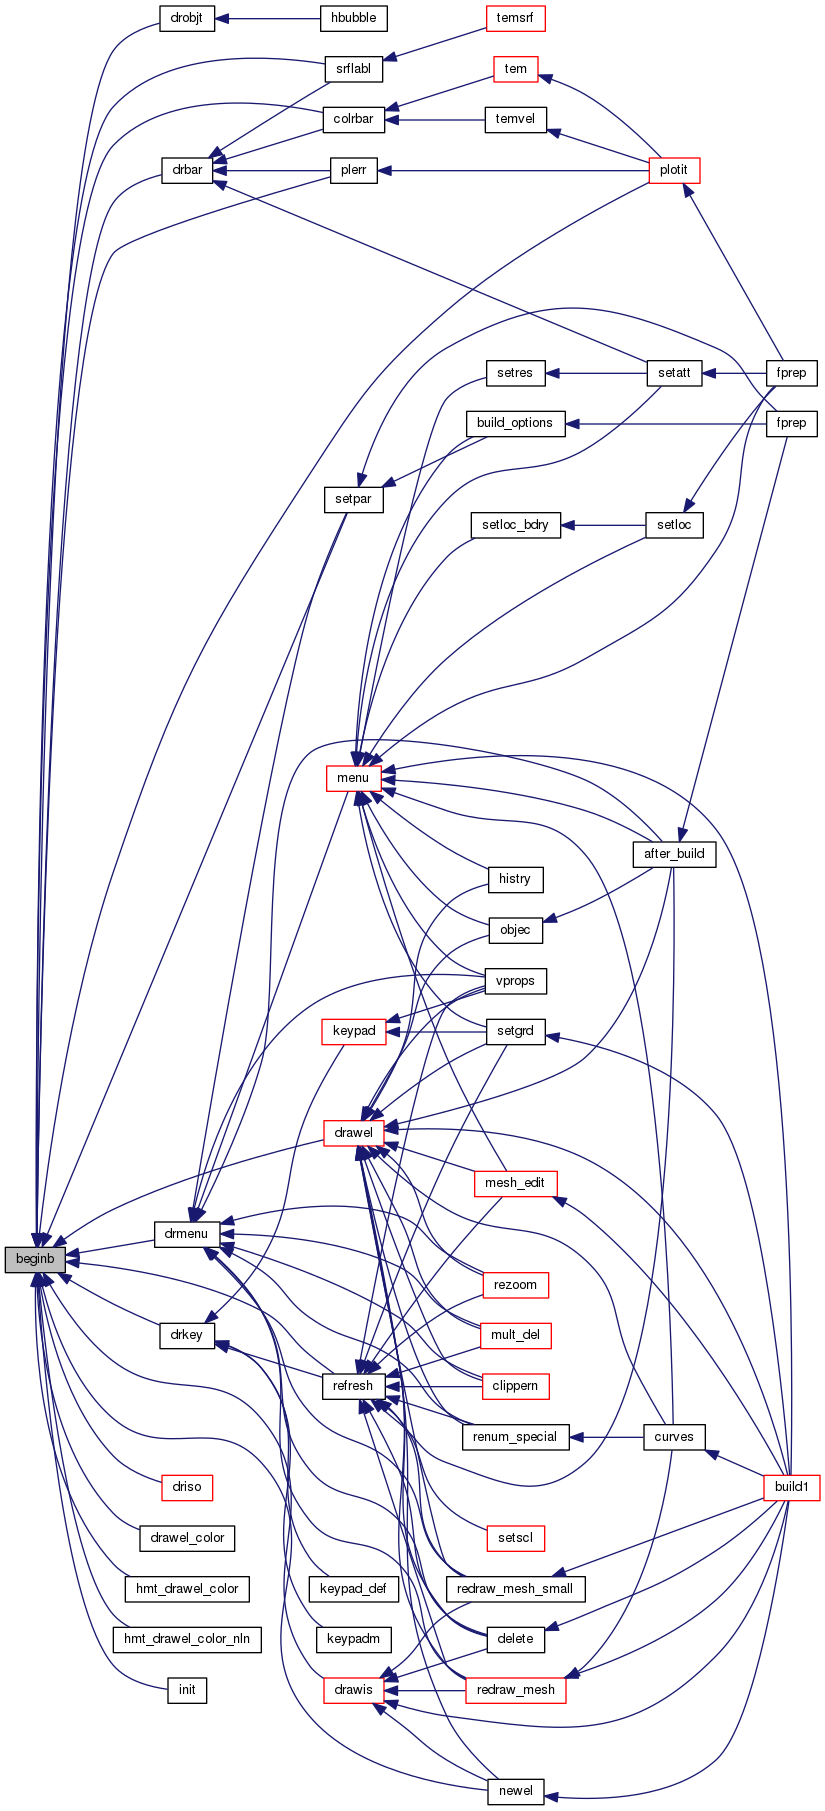 drobjt
hbubble
temsrf
srflabl
tem
colrbar
temvel
drbar
plerr
plotit
setres
setatt
fprep
build_options
fprep
setpar
setloc_bdry
setloc
menu
after_build
histry
objec
vprops
keypad
setgrd
drawel
mesh_edit
drmenu
beginb
rezoom
drkey
mult_del
refresh
clippern
renum_special
curves
driso
build1
drawel_color
setscl
hmt_drawel_color
keypad_def
redraw_mesh_small
hmt_drawel_color_nln
keypadm
delete
init
drawis
redraw_mesh
newel